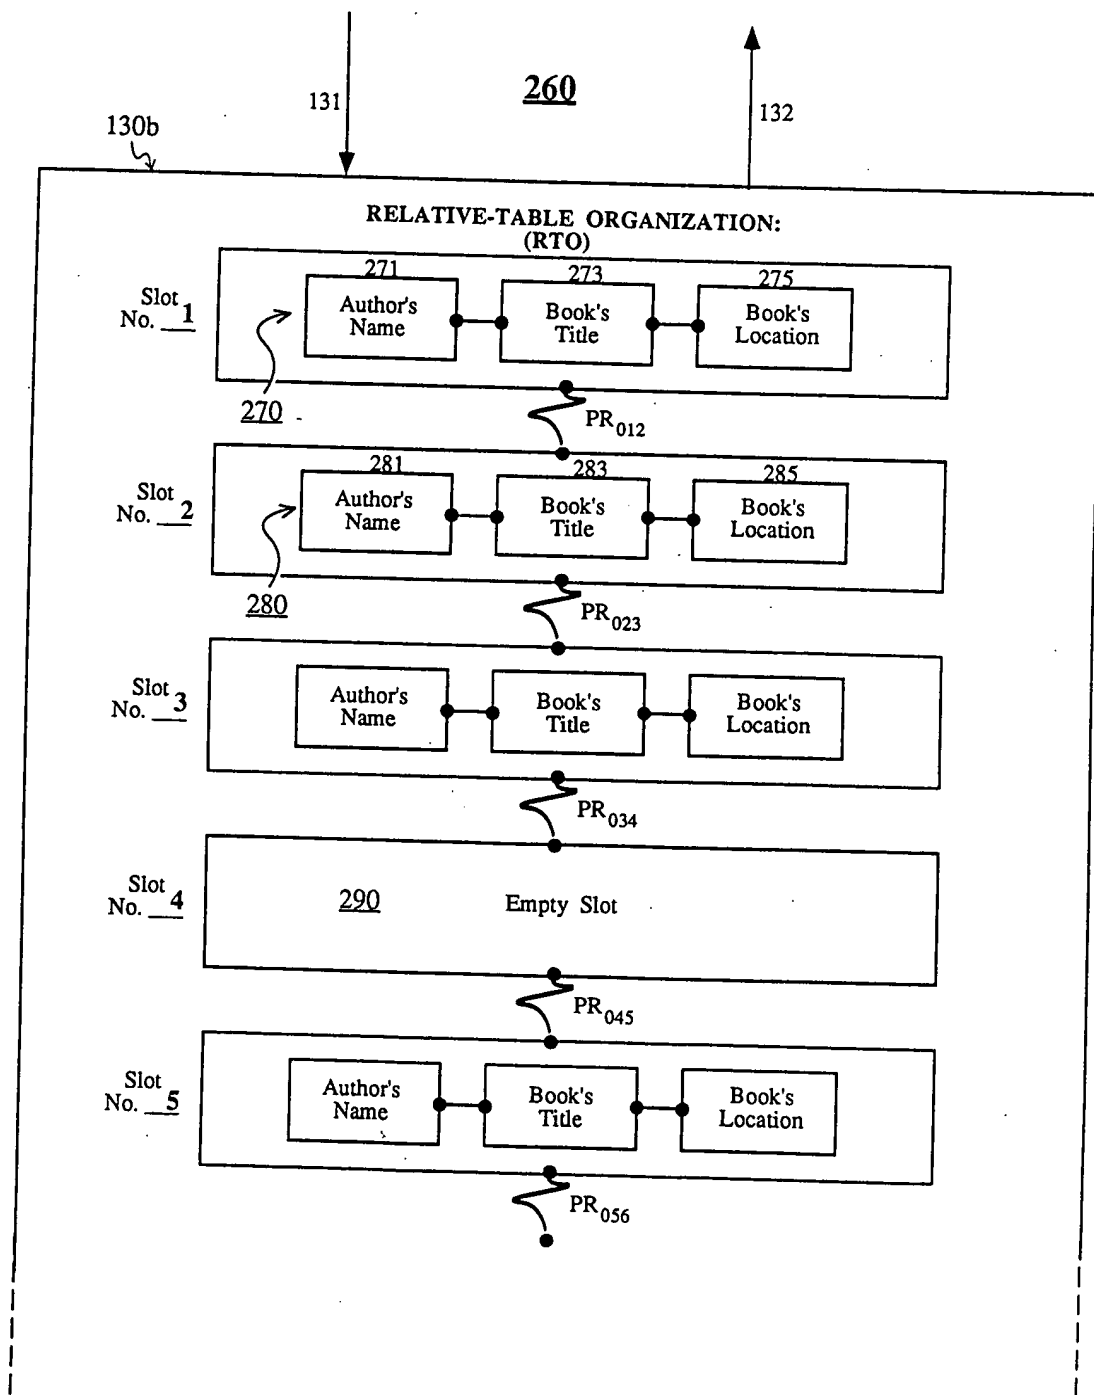 260
131
132
130b
RELATIVE-TABLE ORGANIZATION:
(RTO)
271
273
275
Slot
No. 1
Author's
Name
Book's
Title
Book's
Location
270
PR012
281
283
285
Slot
No. 2
Author's
Name
Book's
Title
Book's
Location
280
PR023
Slot
No. 3
Author's
Name
Book's
Title
Book's
Location
PR034
Slot
No. 4
290
Empty Slot
PR045
Slot
No. 5
Author's
Name
Book's
Title
Book's
Location
PR056